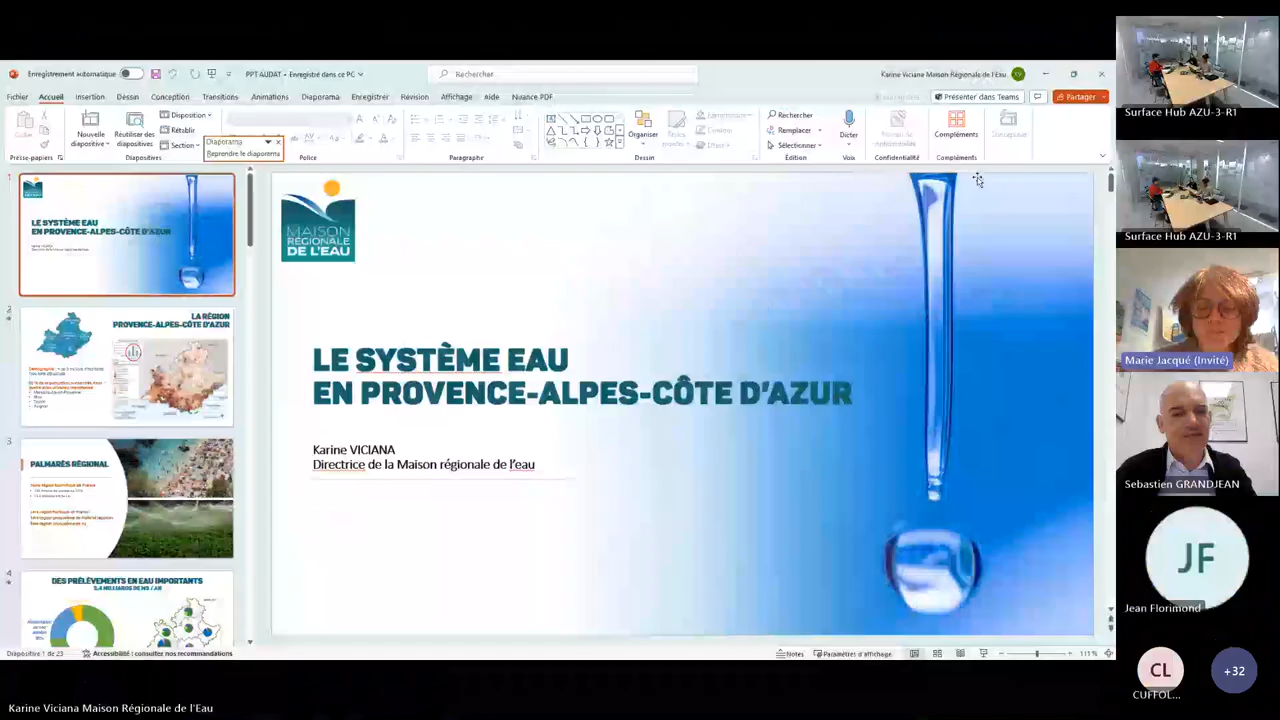 Enregistrement automatique
PPT AUDAT • Enregistré dans ce PC
Rechercher
Karine Viciana Maison Régionale de l'Eau
Fichier
Accueil
Insertion
Dessin
Conception
Transitions
Animations
Diaporama
Enregistrer
Révision
Affichage
Aide
Nuance PDF
Présenter dans Teams
Partager
Nouvelle diapositive
Réutiliser des diapositives
Disposition
Rétablir
Section
Diaporama
Reprendre le diaporama
Organiser
Rechercher
Remplacer
Sélectionner
Dicter
Compléments
Presse-papiers
Diapositives
Police
Paragraphe
Dessin
Édition
Voix
Confidentialité
Compléments
1
LE SYSTÈME EAU
EN PROVENCE-ALPES-CÔTE D'AZUR
2
LA RÉGION
PROVENCE-ALPES-CÔTE D'AZUR
3
PALMARÈS RÉGIONAL
4
DES PRÉLÈVEMENTS EN EAU IMPORTANTS
MAISON
RÉGIONALE
DE L'EAU
LE SYSTÈME EAU
EN PROVENCE-ALPES-CÔTE D'AZUR
Karine VICIANA
Directrice de la Maison régionale de l'eau
Diapositive 1 de 23
Accessibilité : consultez nos recommandations
Notes
Paramètres d'affichage
111%
Surface Hub AZU-3-R1
Surface Hub AZU-3-R1
Marie Jacqué (Invité)
Sebastien GRANDJEAN
JF
Jean Florimond
CL
CUFFOL...
+32
Karine Viciana Maison Régionale de l'Eau